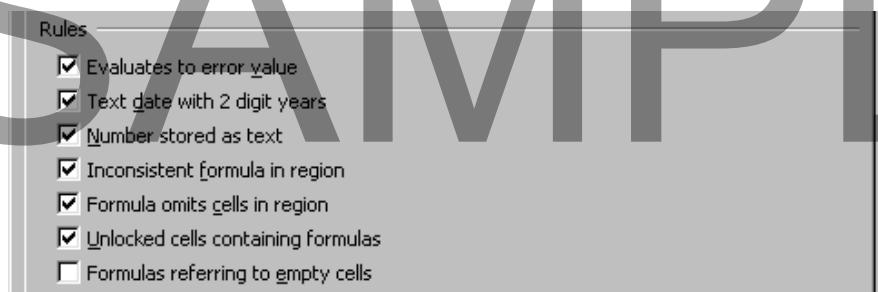 SAMPL
Rules
Evaluates to error value
Text date with 2 digit years
Number stored as text
Inconsistent formula in region
Formula omits cells in region
Unlocked cells containing formulas
Formulas referring to empty cells